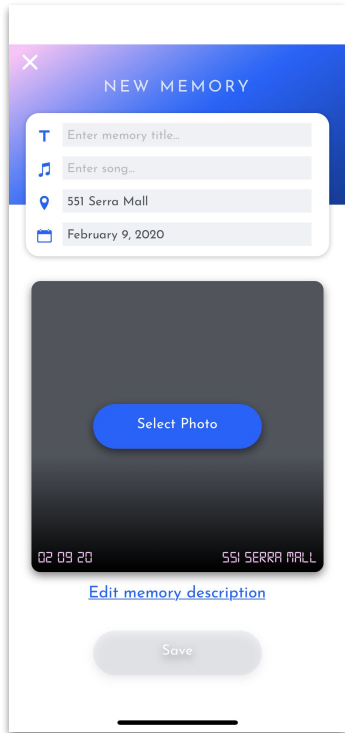 NEW MEMORY
Enter memory title...
Enter song...
551 Serra Mall
February 9, 2020
Select Photo
02 09 20 551 SERRA MALL
Edit memory description
Save